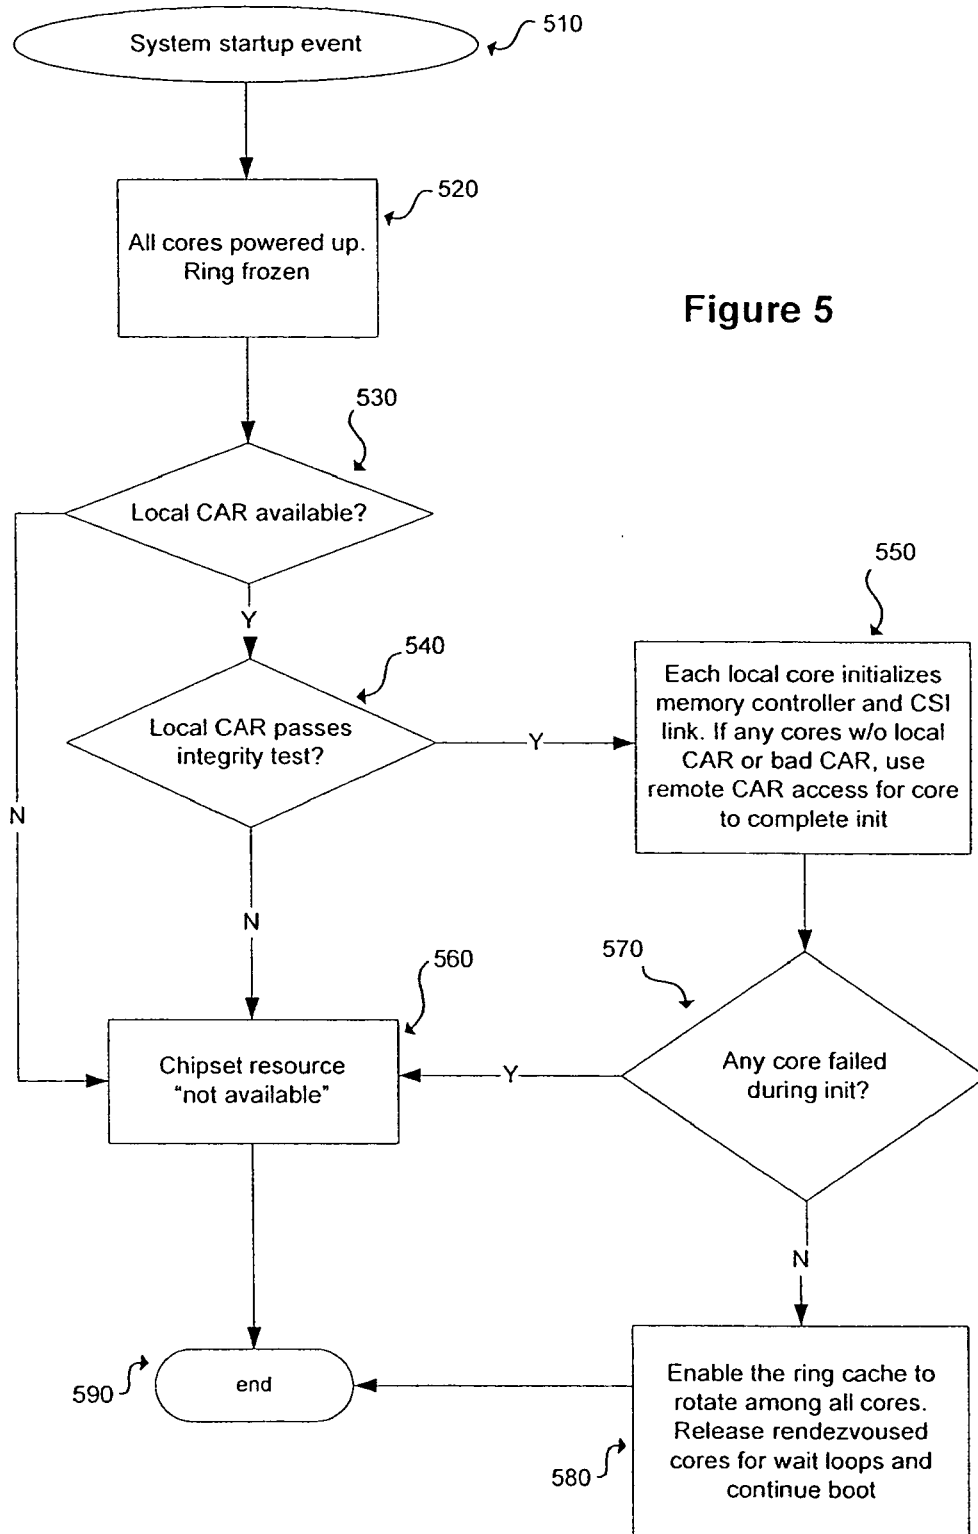 System startup event
510
520
All cores powered up.
Ring frozen
Figure 5
530
Local CAR available?
550
Y
540
Each local core initializes
memory controller and CSI
link. If any cores w/o local
CAR or bad CAR, use
remote CAR access for core
to complete init
Local CAR passes
integrity test?
Y
N
N
570
560
Chipset resource
"not available"
Y
Any core failed
during init?
N
590
end
Enable the ring cache to
rotate among all cores.
Release rendezvoused
cores for wait loops and
continue boot
580